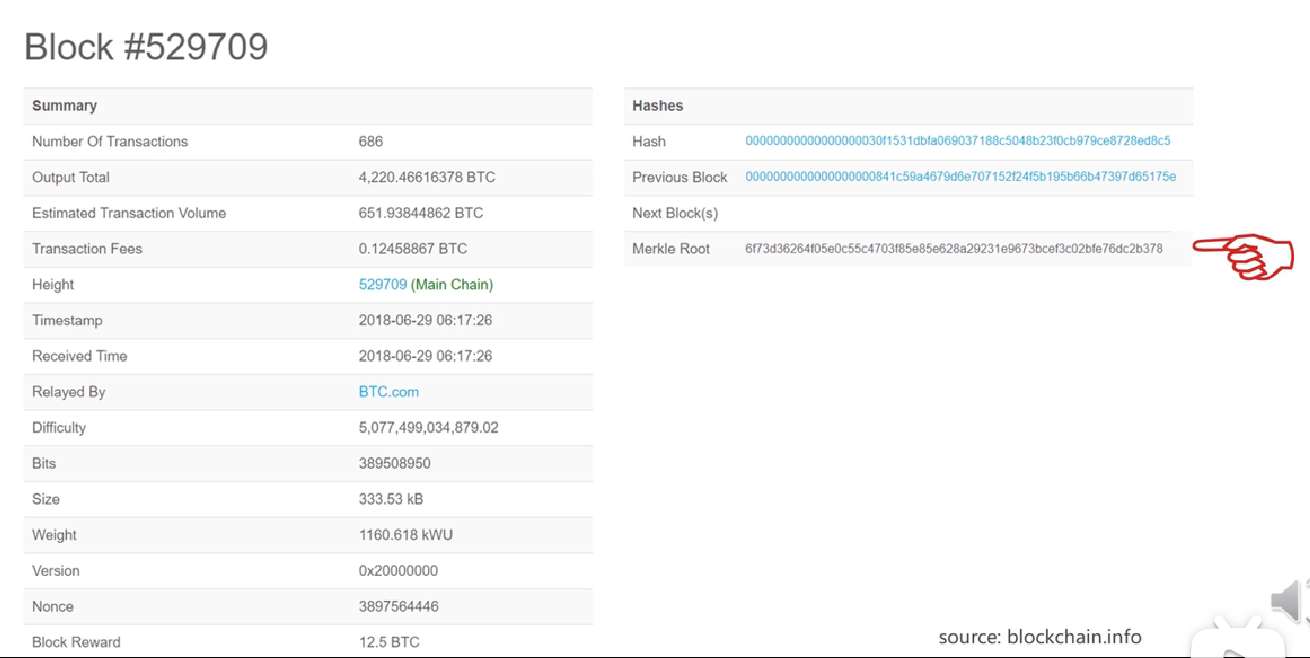 Block #529709
Summary
Number Of Transactions 686
Output Total 4,220.46616378 BTC
Estimated Transaction Volume 651.93844862 BTC
Transaction Fees 0.12458867 BTC
Height 529709 (Main Chain)
Timestamp 2018-06-29 06:17:26
Received Time 2018-06-29 06:17:26
Relayed By BTC.com
Difficulty 5,077,499,034,879.02
Bits 389508950
Size 333.53 kB
Weight 1160.618 kWU
Version 0x20000000
Nonce 3897564446
Block Reward 12.5 BTC
Hashes
Hash 00000000000000000030f1531dbfa069037188c5048b23f0cb979ce8728ed8c5
Previous Block 0000000000000000000841c59a4679d6e707152f24f5b195b66b47397d65175e
Next Block(s)
Merkle Root 6f73d36264f05e0c55c4703f85e85e628a29231e9673bcef3c02bfe76dc2b378
source: blockchain.info